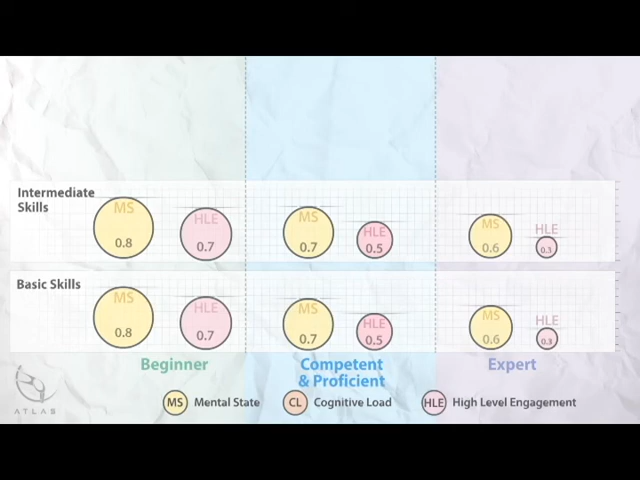 Intermediate
Skills
MS
0.8
HLE
0.7
MS
0.7
HLE
0.5
MS
0.6
HLE
0.3
Basic Skills
MS
0.8
HLE
0.7
MS
0.7
HLE
0.5
MS
0.6
HLE
0.3
Beginner
Competent
& Proficient
Expert
ATLAB
MS Mental State
CL Cognitive Load
HLE High Level Engagement